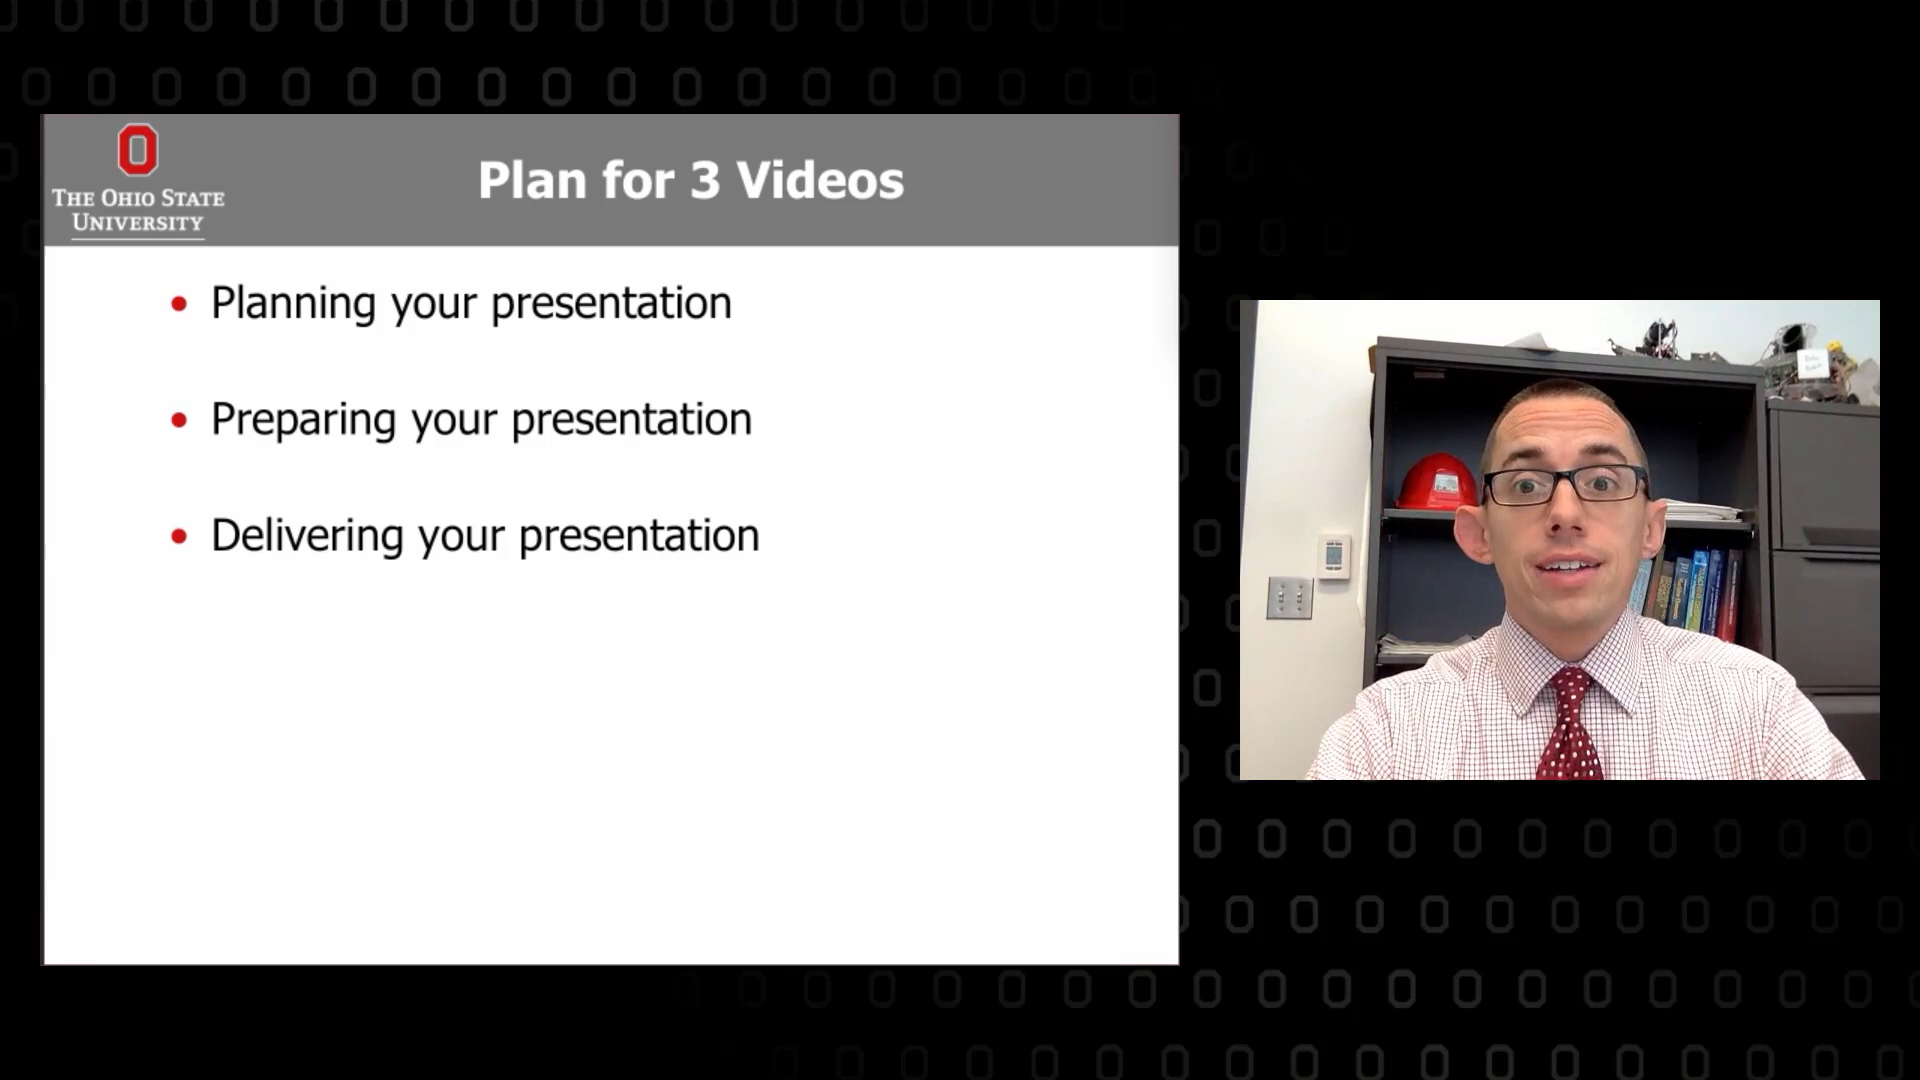 THE OHIO STATE
UNIVERSITY
Plan for 3 Videos
• Planning your presentation
• Preparing your presentation
• Delivering your presentation